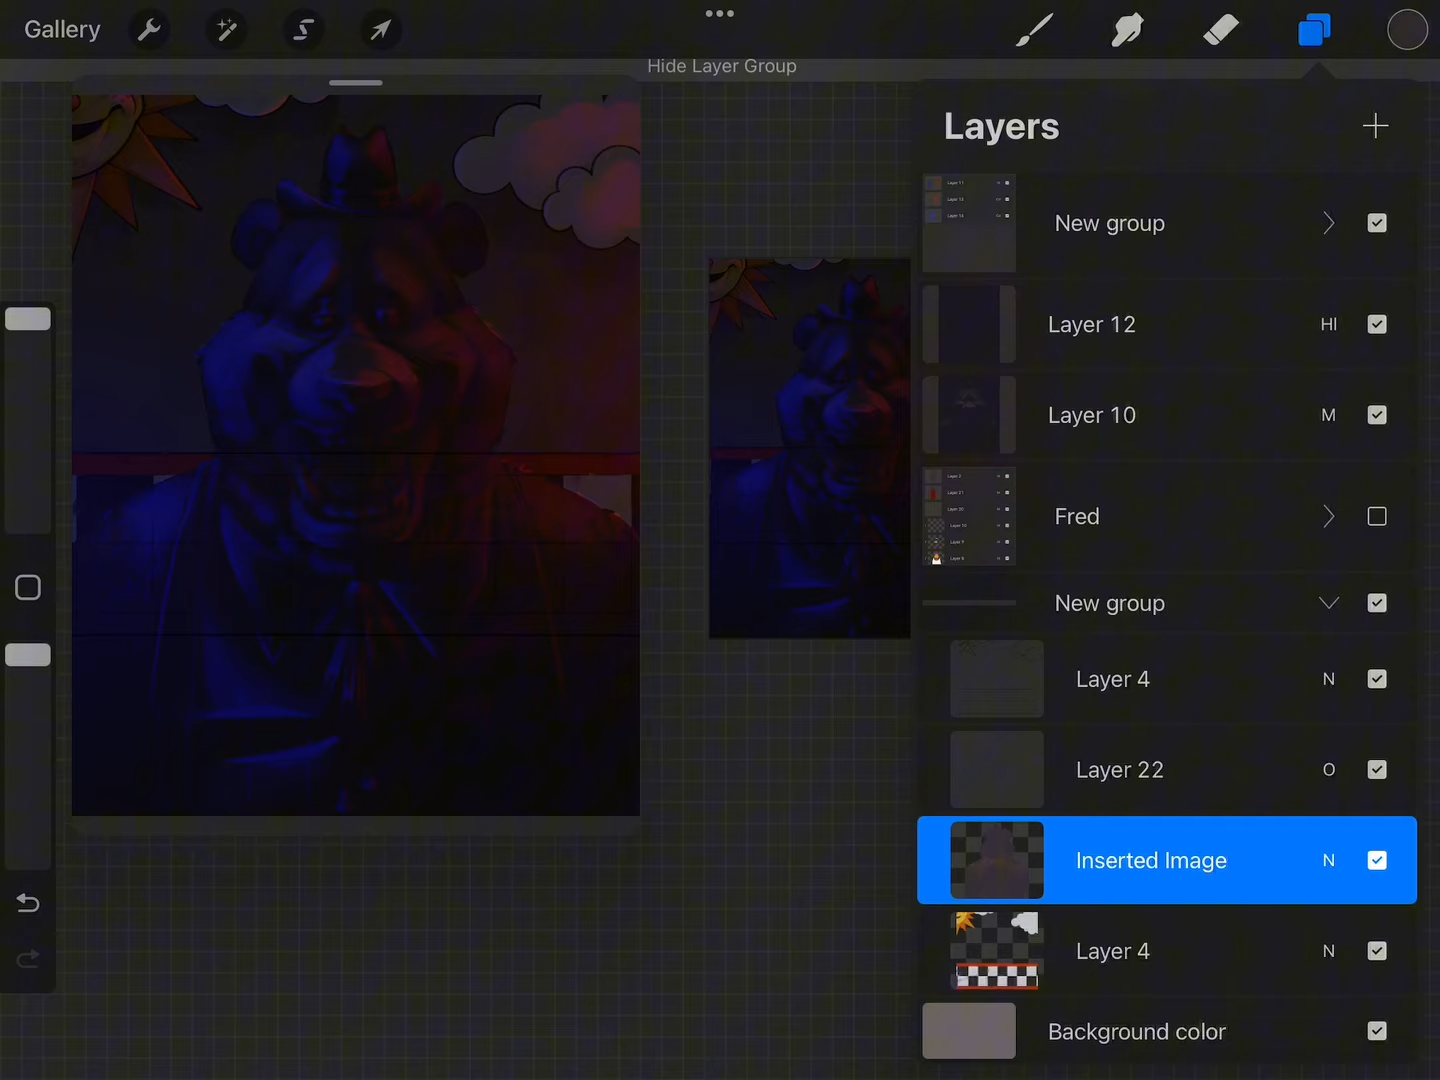 Gallery
Hide Layer Group
Layers
New group
Layer 12 HI
Layer 10 M
Fred
New group
Layer 4 N
Layer 22 O
Inserted Image N
Layer 4 N
Background color